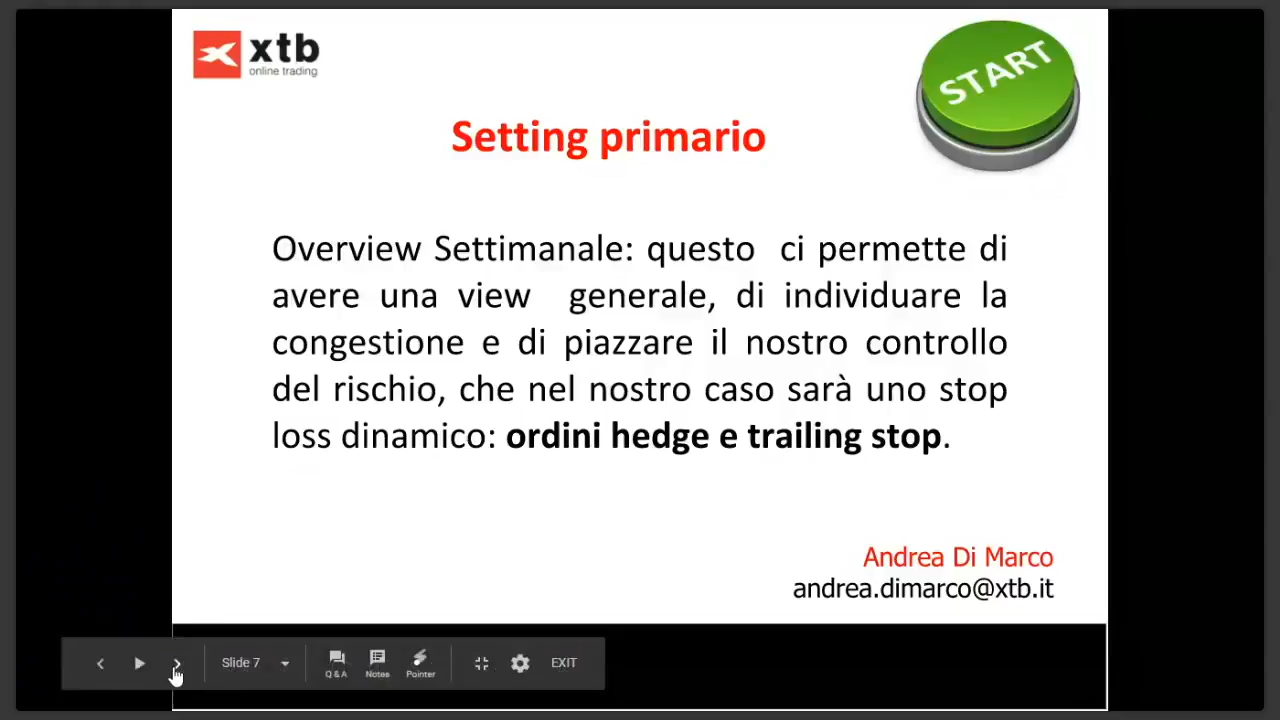 xtb
online trading
START
Setting primario
Overview Settimanale: questo ci permette di
avere una view generale, di individuare la
congestione e di piazzare il nostro controllo
del rischio, che nel nostro caso sarà uno stop
loss dinamico: ordini hedge e trailing stop.
Andrea Di Marco
andrea.dimarco@xtb.it
Slide 7
Q & A
Notes
Pointer
EXIT